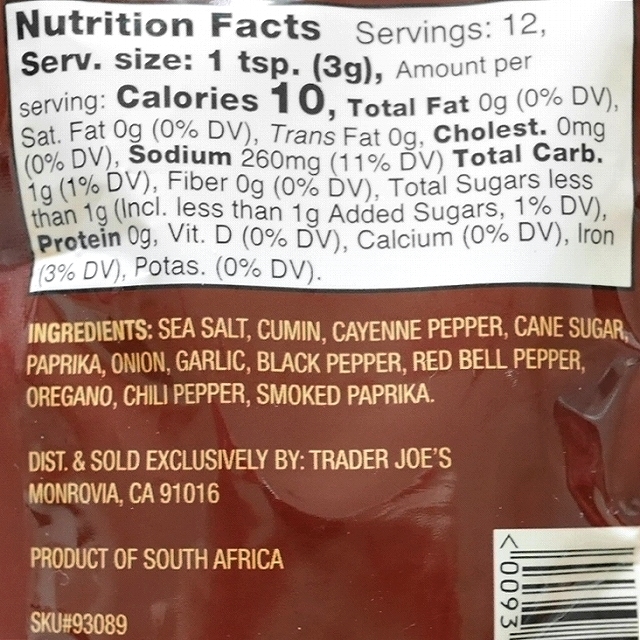 Nutrition Facts Servings: 12,
Serv. size: 1 tsp. (3g), Amount per
serving: Calories 10, Total Fat 0g (0% DV),
Sat. Fat 0g (0% DV), Trans Fat 0g, Cholest. 0mg
(0% DV), Sodium 260mg (11% DV) Total Carb.
1g (1% DV), Fiber 0g (0% DV), Total Sugars less
than 1g (Incl. less than 1g Added Sugars, 1% DV),
Protein 0g, Vit. D (0% DV), Calcium (0% DV), Iron
(3% DV), Potas. (0% DV).
INGREDIENTS: SEA SALT, CUMIN, CAYENNE PEPPER, CANE SUGAR,
PAPRIKA, ONION, GARLIC, BLACK PEPPER, RED BELL PEPPER,
OREGANO, CHILI PEPPER, SMOKED PAPRIKA.
DIST. & SOLD EXCLUSIVELY BY: TRADER JOE'S
MONROVIA, CA 91016
PRODUCT OF SOUTH AFRICA
SKU#93089
<0093